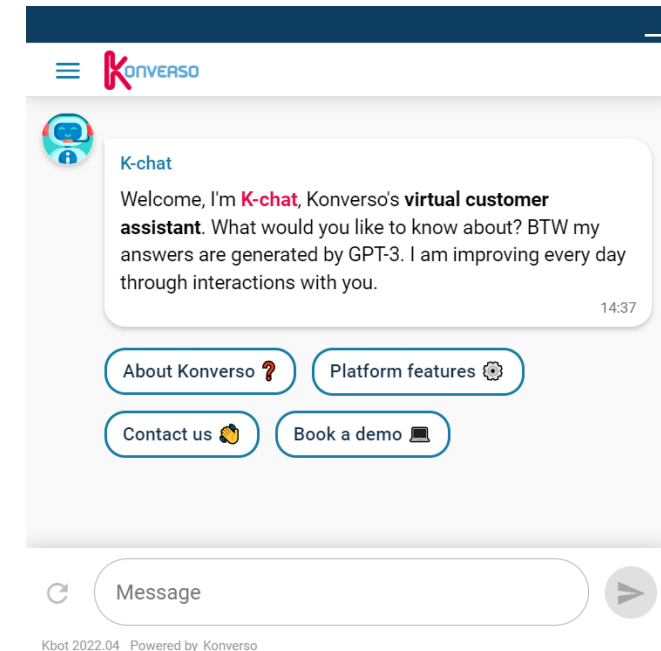 Konverso
K-chat
Welcome, I'm K-chat, Konverso's virtual customer
assistant. What would you like to know about? BTW my
answers are generated by GPT-3. I am improving every day
through interactions with you.
14:37
About Konverso ❓
Platform features ⚙️
Contact us 👏
Book a demo 💻
Message
Kbot 2022.04 Powered by Konverso